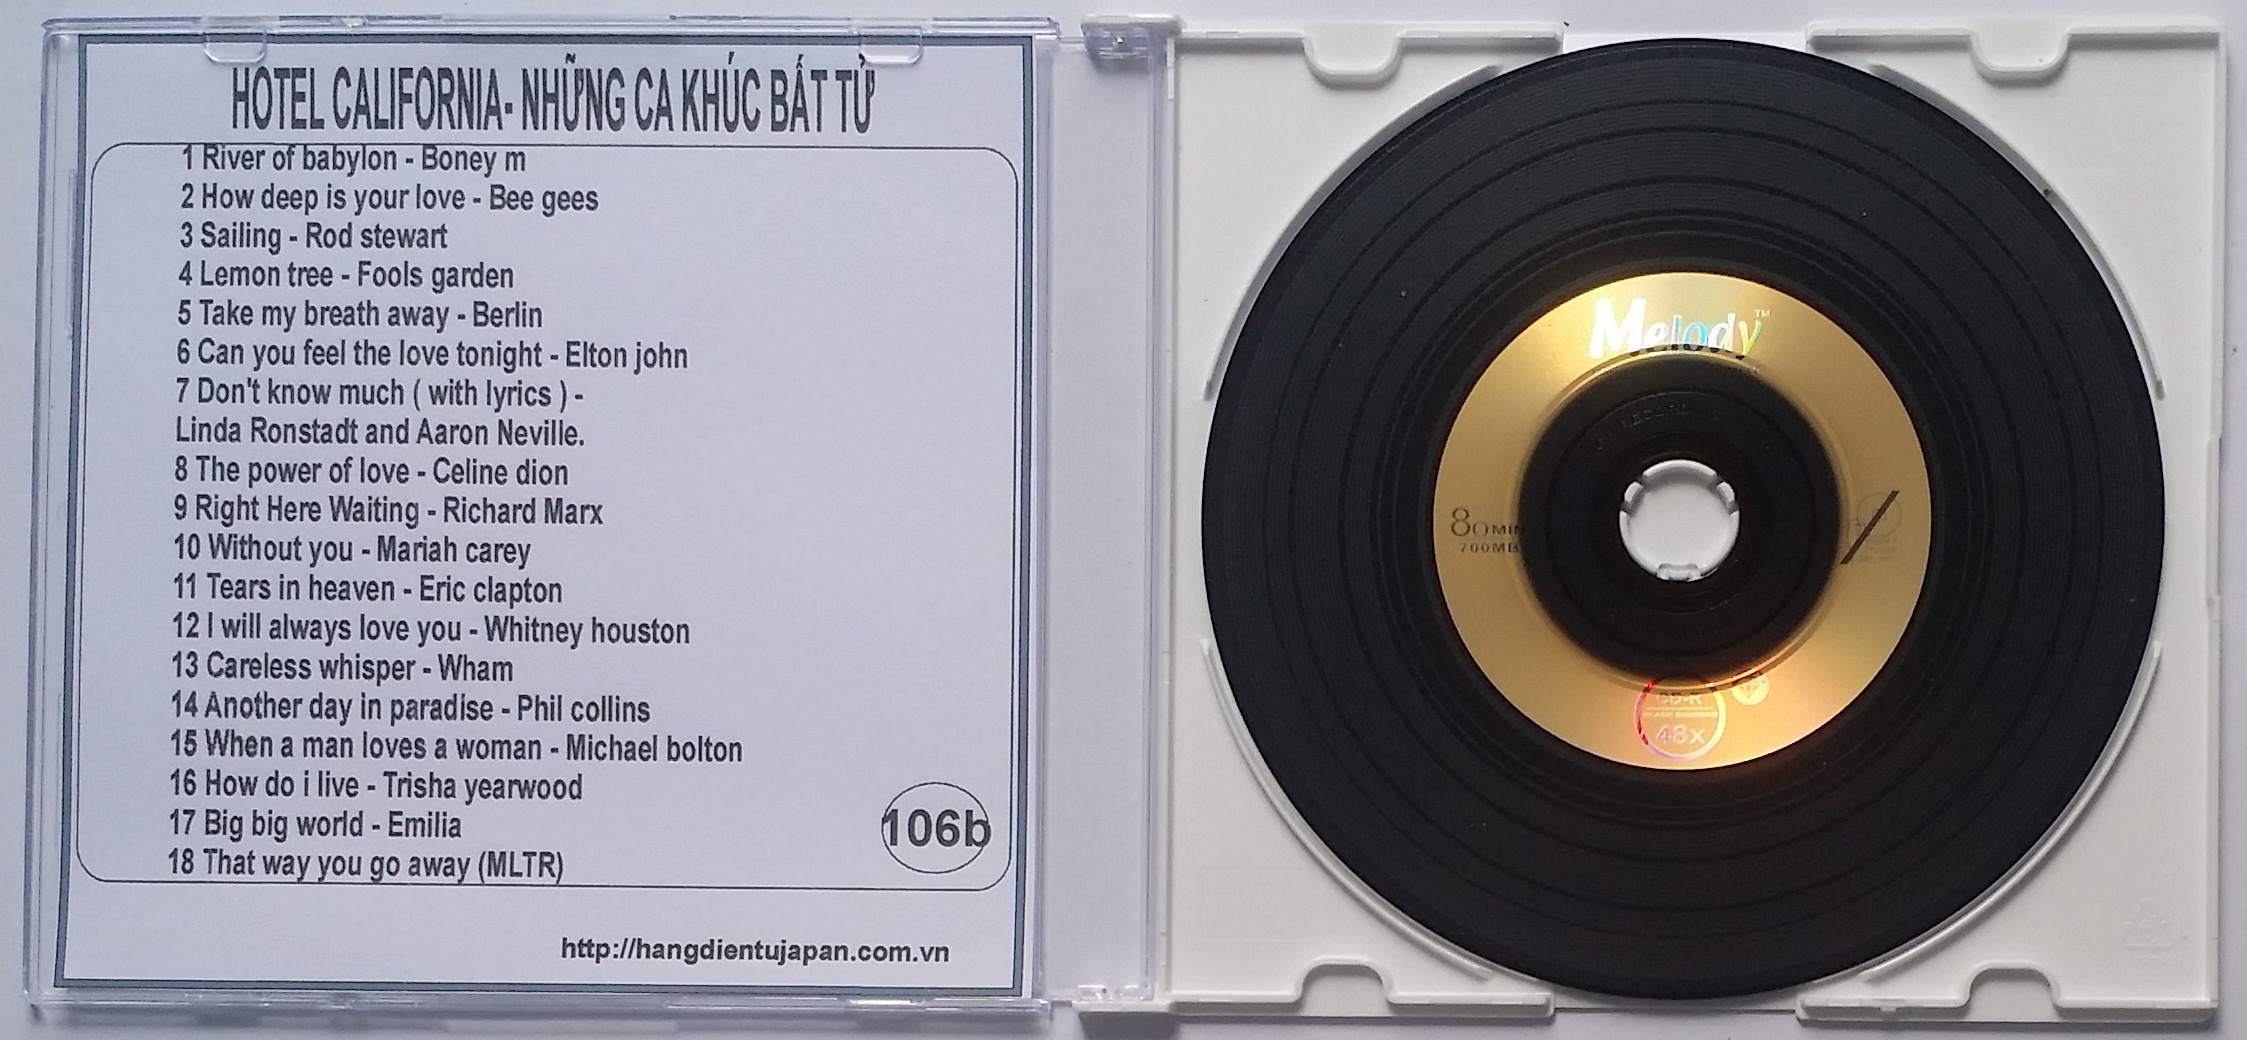 HOTEL CALIFORNIA- NHỮNG CA KHÚC BẤT TỬ
1 River of babylon - Boney m
2 How deep is your love - Bee gees
3 Sailing - Rod stewart
4 Lemon tree - Fools garden
5 Take my breath away - Berlin
6 Can you feel the love tonight - Elton john
7 Don't know much ( with lyrics ) -
Linda Ronstadt and Aaron Neville.
8 The power of love - Celine dion
9 Right Here Waiting - Richard Marx
10 Without you - Mariah carey
11 Tears in heaven - Eric clapton
12 I will always love you - Whitney houston
13 Careless whisper - Wham
14 Another day in paradise - Phil collins
15 When a man loves a woman - Michael bolton
16 How do i live - Trisha yearwood
17 Big big world - Emilia
18 That way you go away (MLTR)
106b
http://hangdientujapan.com.vn
Melody™
80 MIN
700MB
CD-R
48x